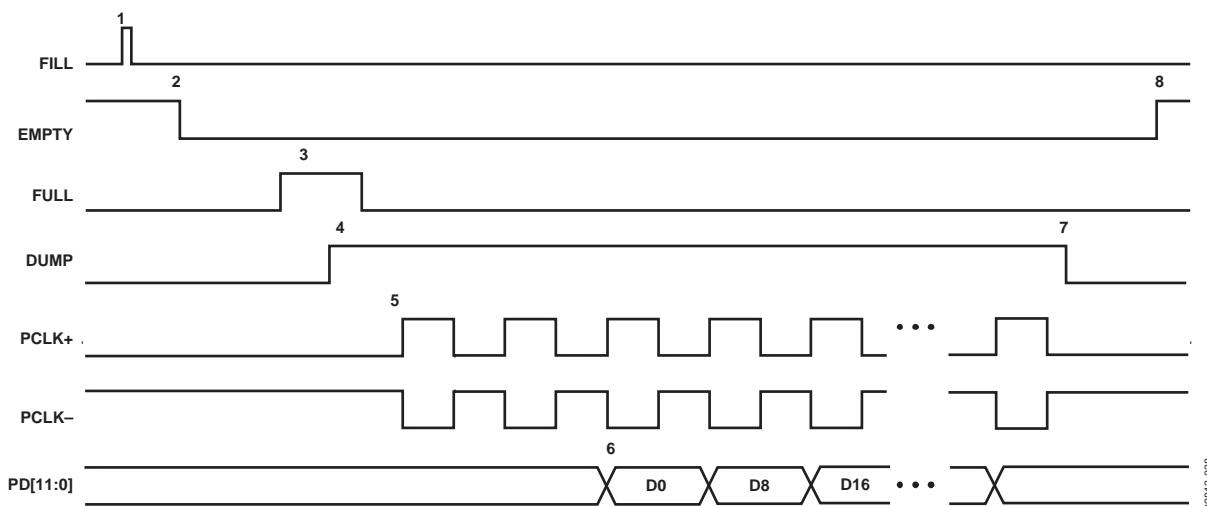 1
FILL
2
8
EMPTY
3
FULL
4
7
DUMP
5
PCLK+
PCLK–
6
PD[11:0]
D0
D8
D16